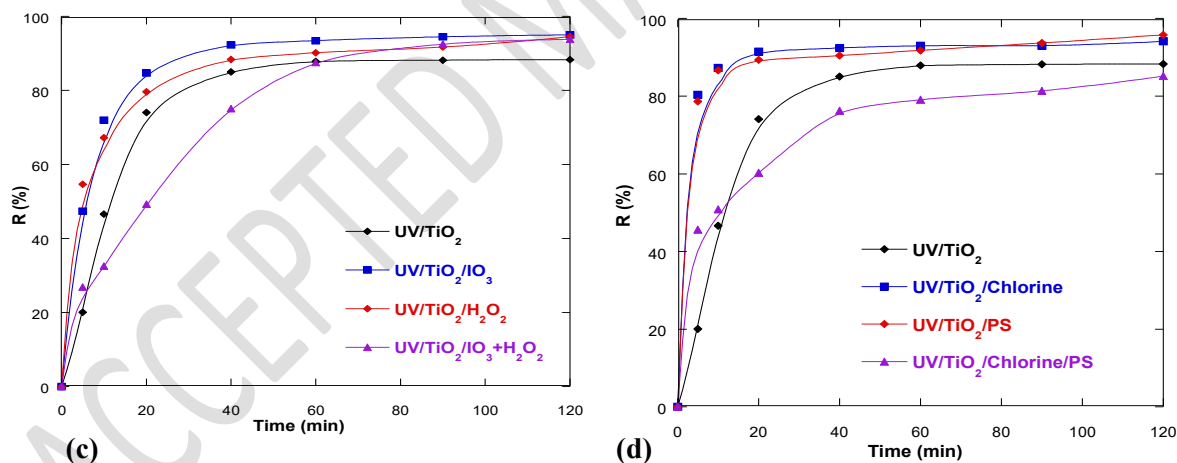 100
80
60
40
20
0
R (%)
UV/TiO₂
UV/TiO₂/IO₃
UV/TiO₂/H₂O₂
UV/TiO₂/IO₃+H₂O₂
0 20 40 60 80 100 120
Time (min)
(c)
100
80
60
40
20
0
R (%)
UV/TiO₂
UV/TiO₂/Chlorine
UV/TiO₂/PS
UV/TiO₂/Chlorine/PS
0 20 40 60 80 100 120
Time (min)
(d)
ACCEPTED MA